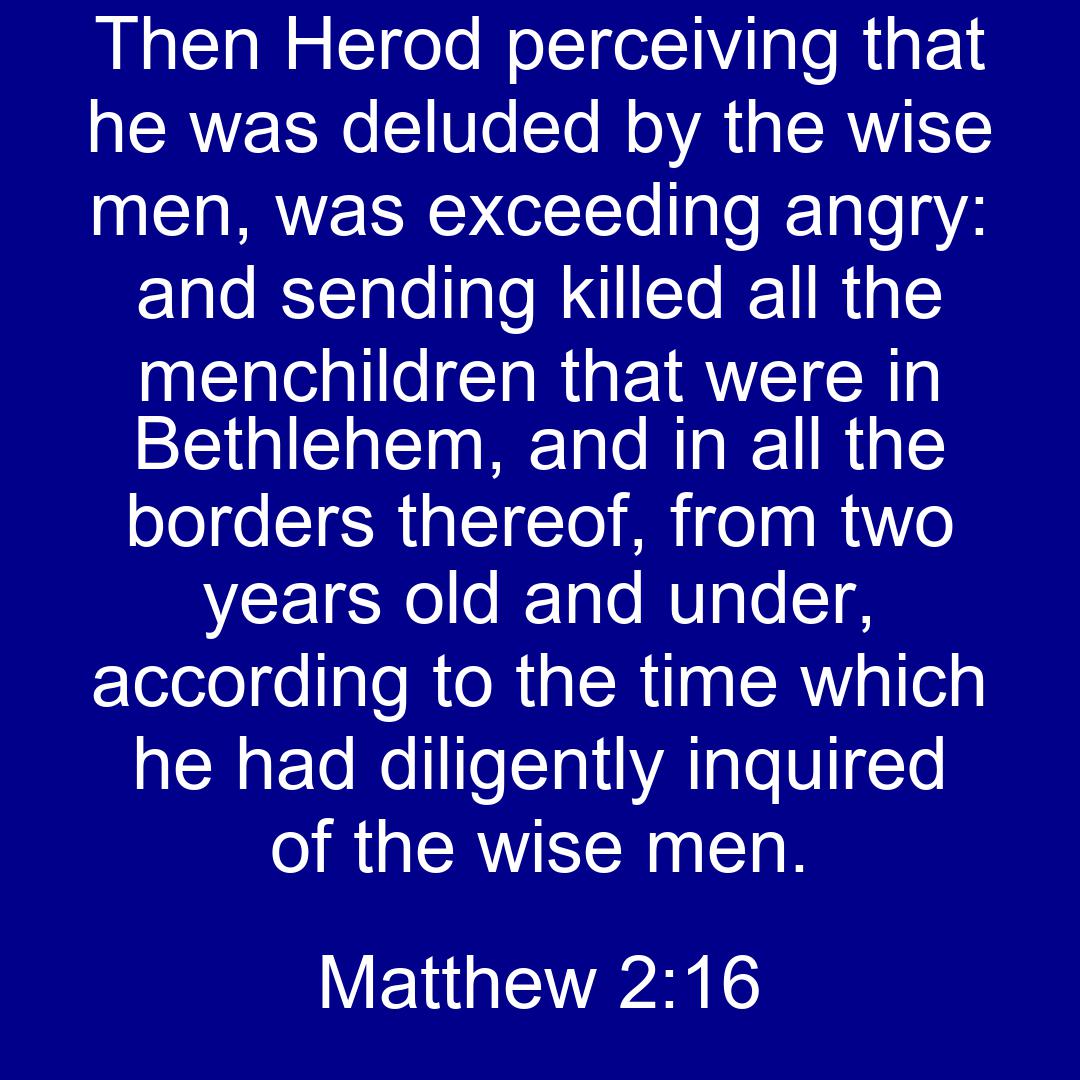 Then Herod perceiving that
he was deluded by the wise
men, was exceeding angry:
and sending killed all the
menchildren that were in
Bethlehem, and in all the
borders thereof, from two
years old and under,
according to the time which
he had diligently inquired
of the wise men.
Matthew 2:16